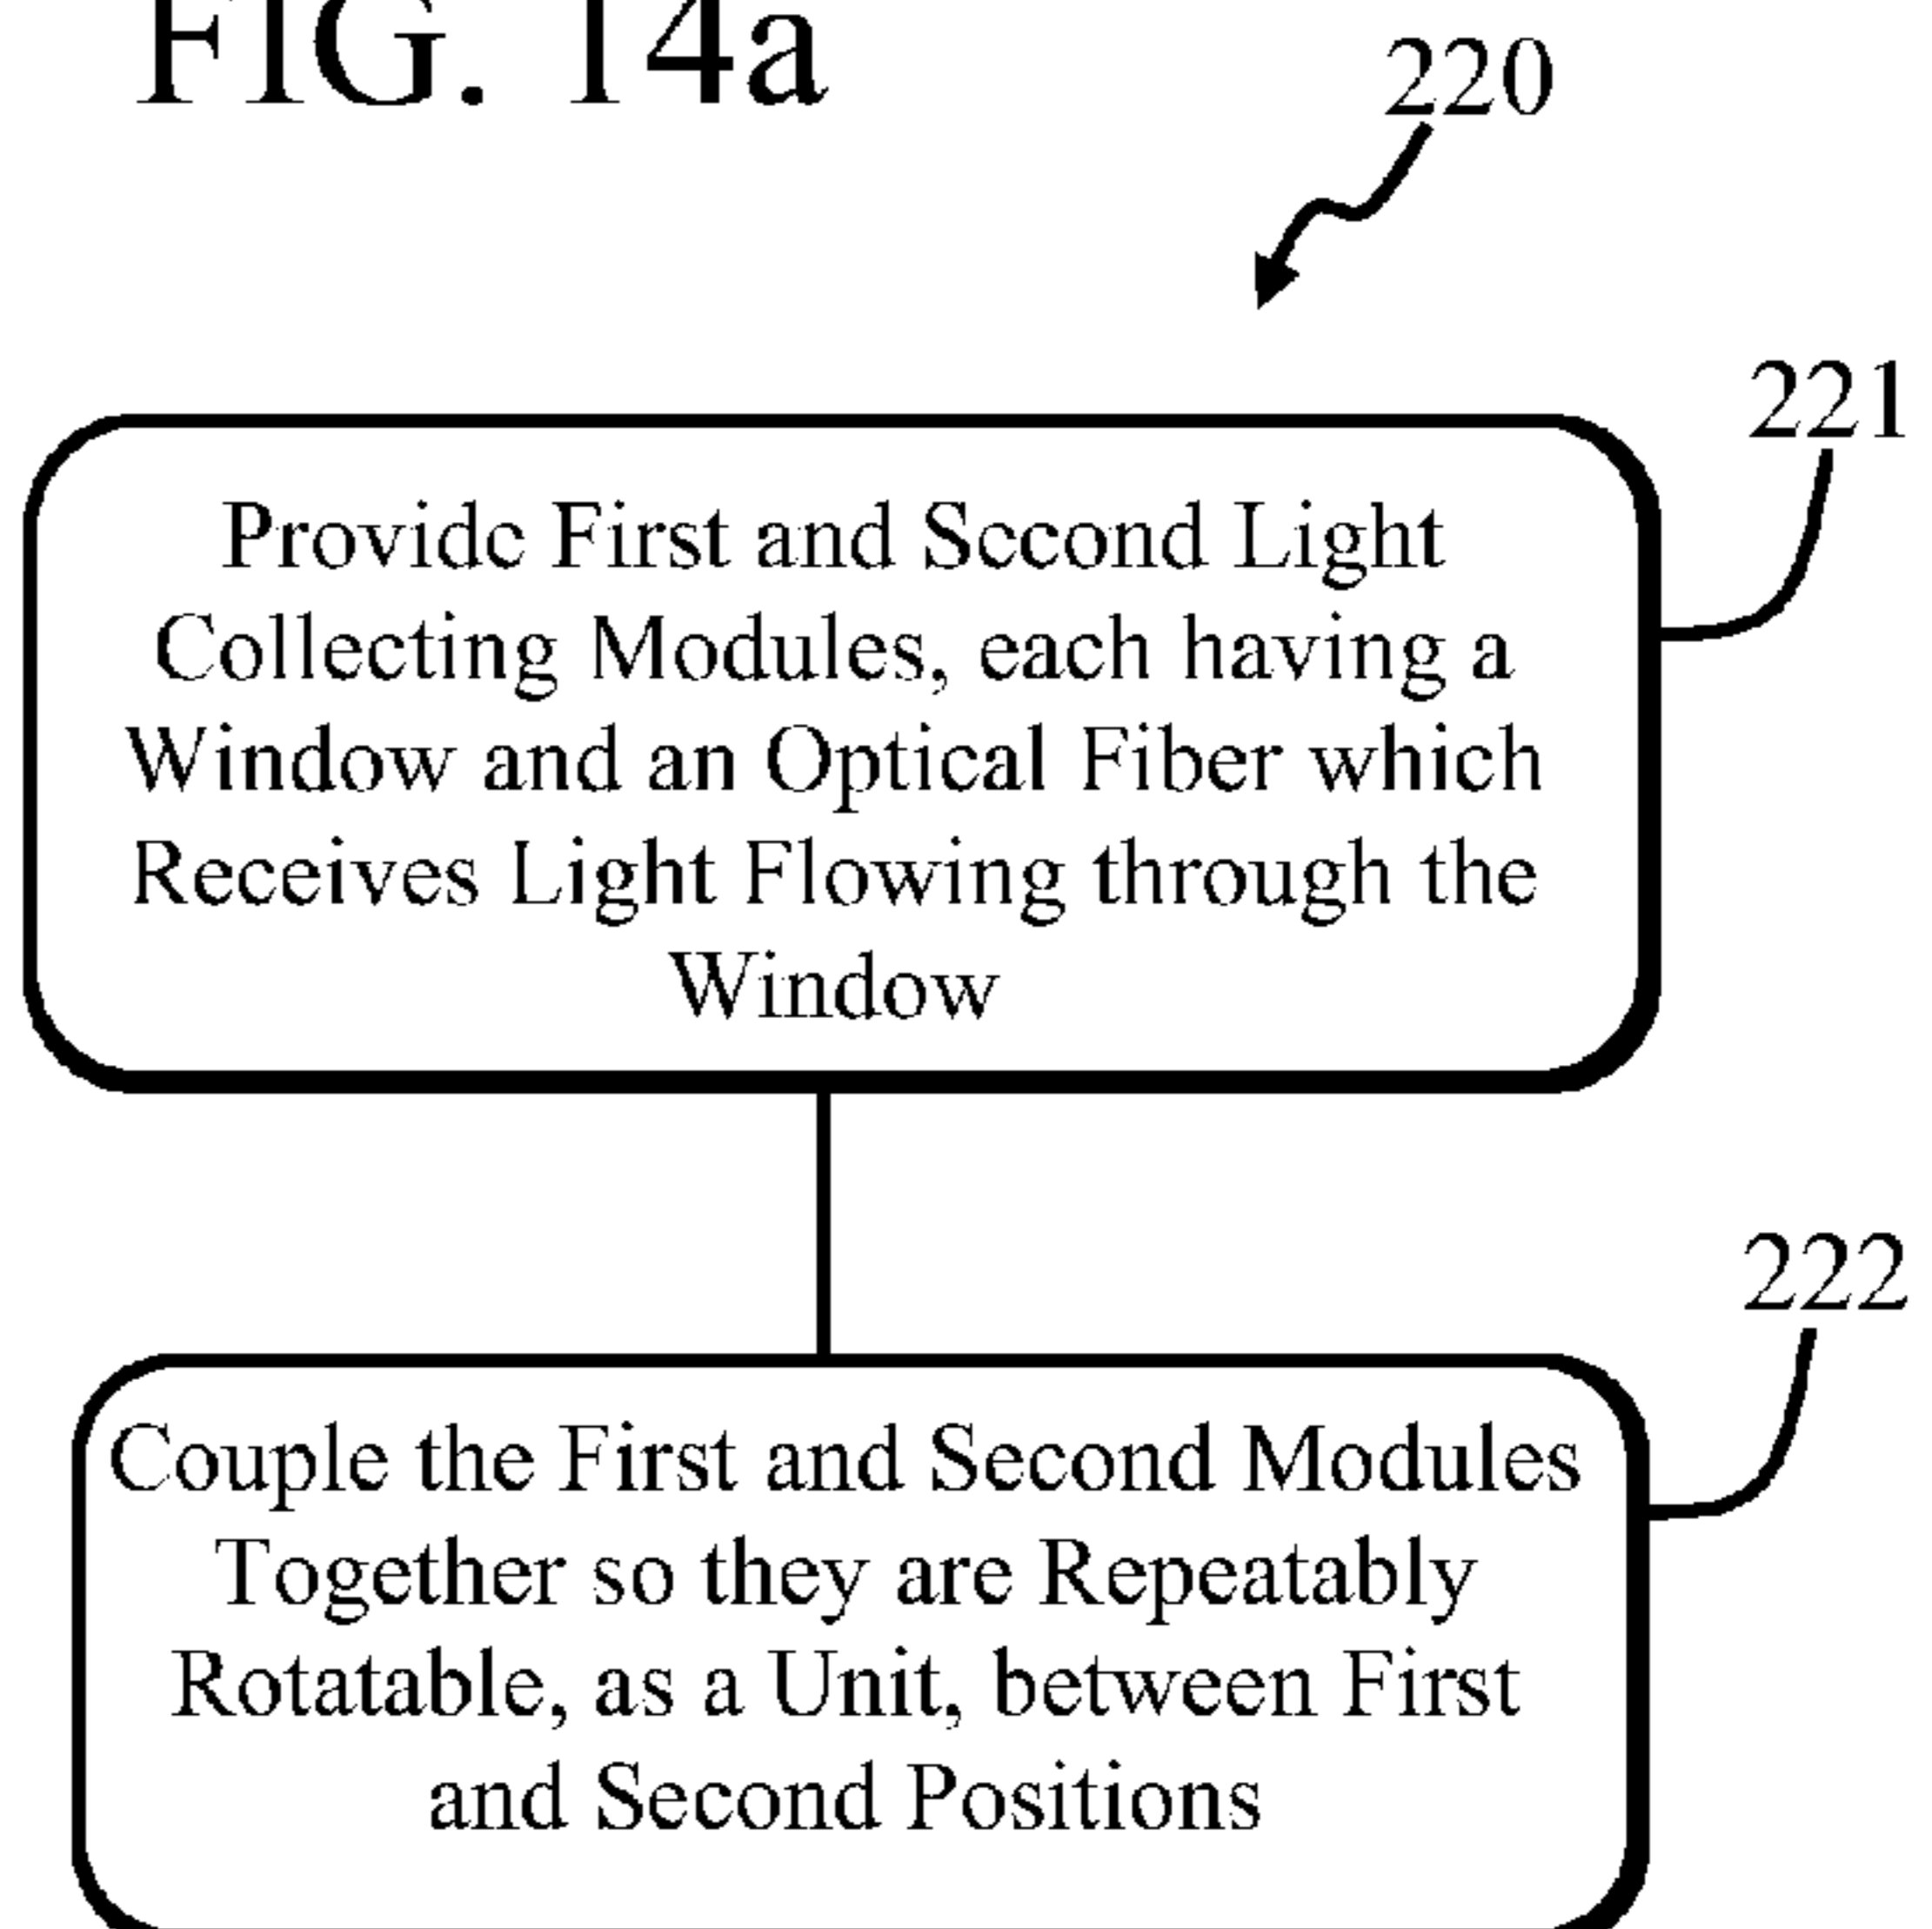 FIG. 14a
220
221
Provide First and Second Light
Collecting Modules, each having a
Window and an Optical Fiber which
Receives Light Flowing through the
Window
222
Couple the First and Second Modules
Together so they are Repeatably
Rotatable, as a Unit, between First
and Second Positions